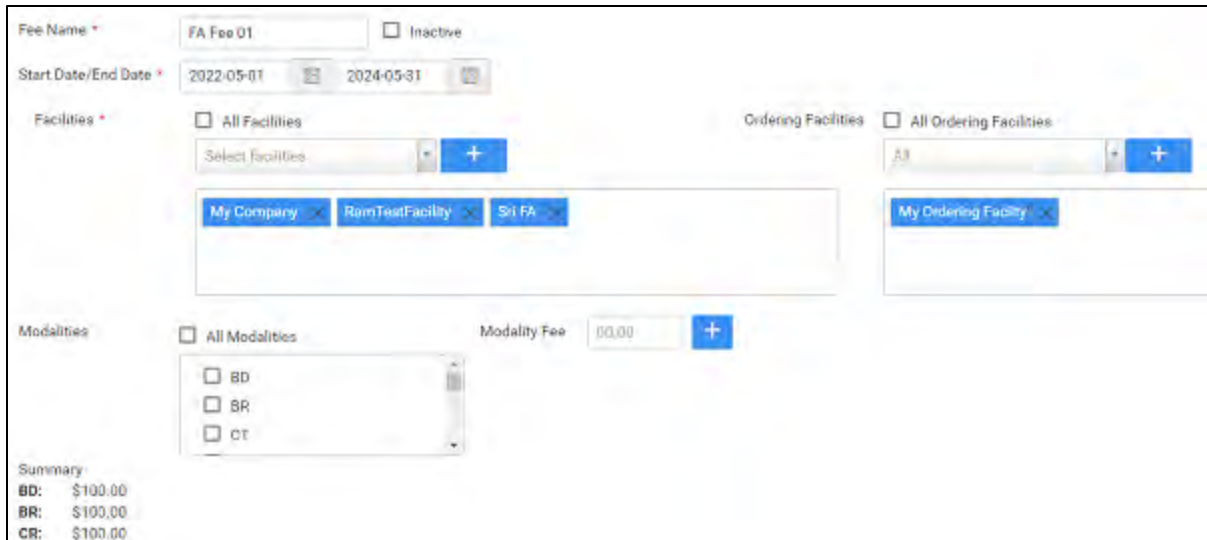 Fee Name * FA Fee 01 Inactive
Start Date/End Date * 2022-05-01 2024-05-31
Facilities * All Facilities Ordering Facilities All Ordering Facilities
Select facilities + All +
My Company × RamTestFacility × Sri FA × My Ordering Facilty ×
Modalities All Modalities Modality Fee 00.00 +
BD
BR
CT
Summary
BD: $100.00
BR: $100.00
CR: $100.00